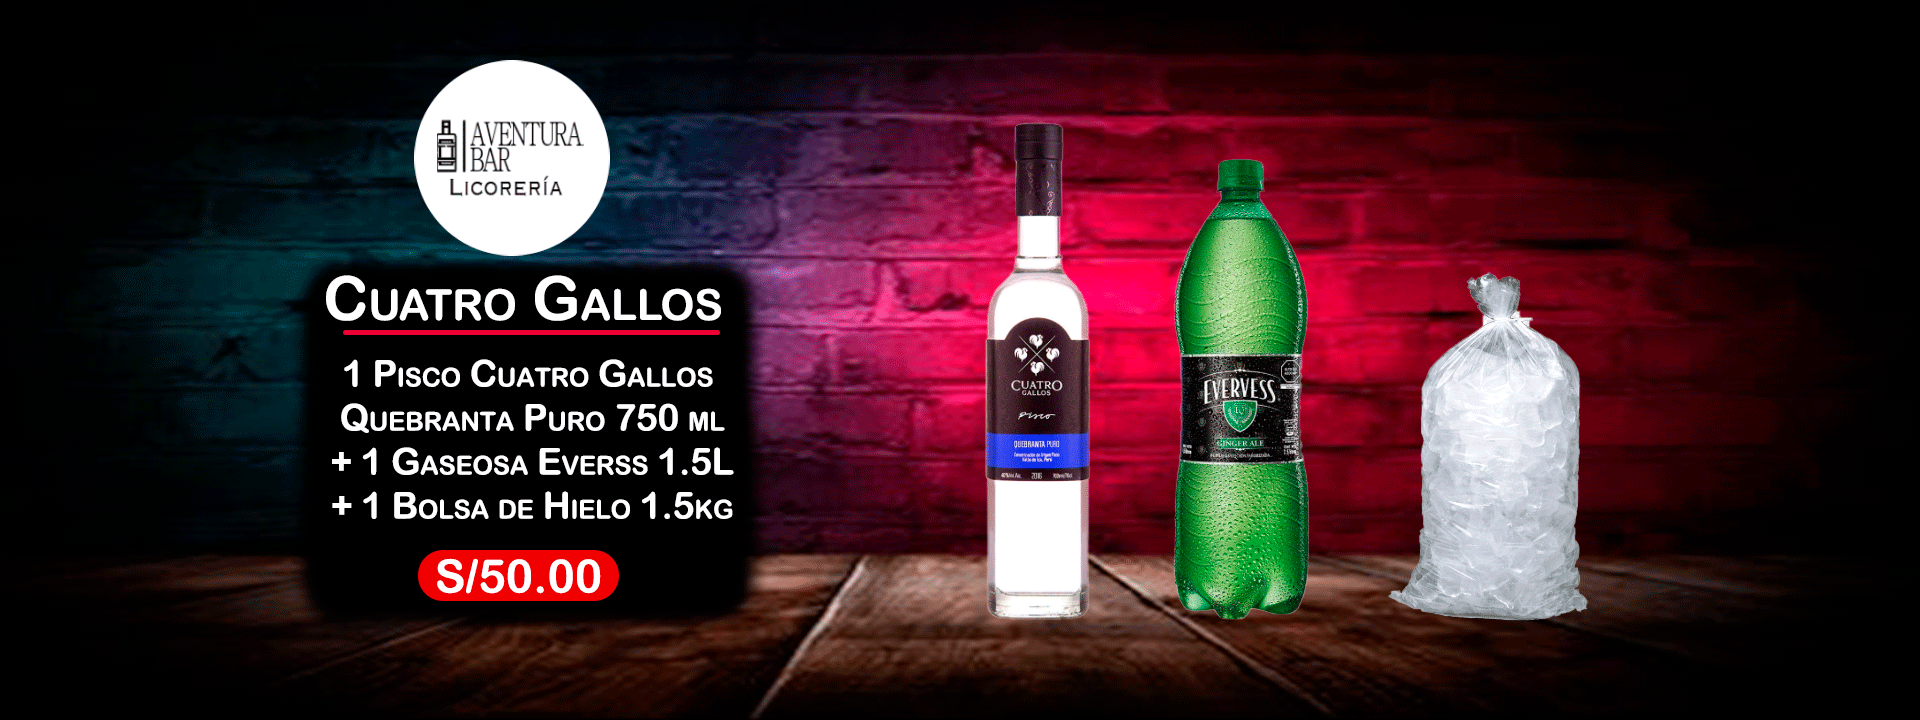 AVENTURA
BAR
LICORERÍA
CUATRO GALLOS
1 PISCO CUATRO GALLOS
QUEBRANTA PURO 750 ML
+ 1 GASEOSA EVERSS 1.5L
+ 1 BOLSA DE HIELO 1.5KG
S/50.00
CUATRO
GALLOS
Pisco
QUEBRANTA PURO
2016
EVERVESS
GINGER ALE